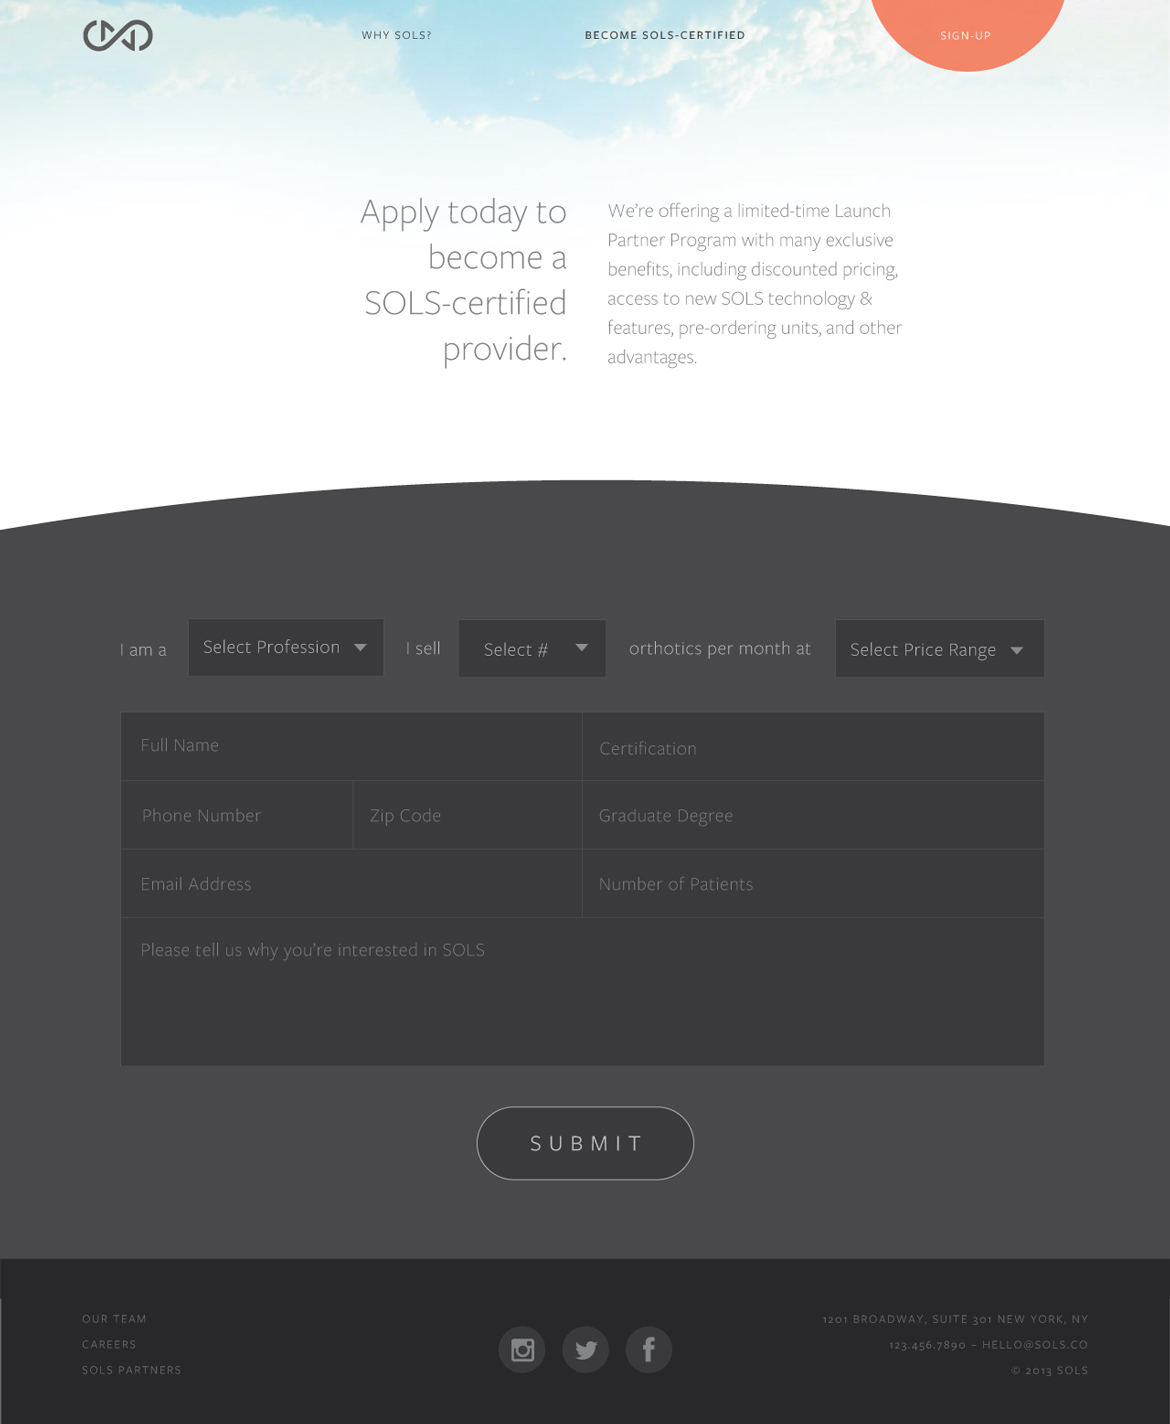 WHY SOLS?
BECOME SOLS-CERTIFIED
SIGN-UP
Apply today to
become a
SOLS-certified
provider.
We're offering a limited-time Launch
Partner Program with many exclusive
benefits, including discounted pricing,
access to new SOLS technology &
features, pre-ordering units, and other
advantages.
I am a
Select Profession
I sell
Select #
orthotics per month at
Select Price Range
Full Name
Certification
Phone Number
Zip Code
Graduate Degree
Email Address
Number of Patients
Please tell us why you're interested in SOLS
SUBMIT
OUR TEAM
CAREERS
SOLS PARTNERS
1201 BROADWAY, SUITE 301 NEW YORK, NY
123.456.7890 – HELLO@SOLS.CO
© 2013 SOLS